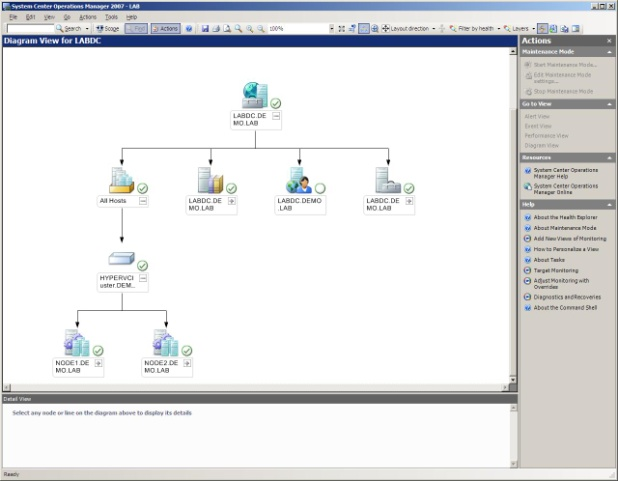 System Center Operations Manager 2007 - LAB
File Edit View Go Actions Tools Help
Search Scope Find Actions 100% Layout direction Filter by health Layers
Diagram View for LABDC
LABDC.DE
MO.LAB
All Hosts
LABDC.DE
MO.LAB
LABDC.DEMO
.LAB
LABDC.DE
MO.LAB
HYPERVCl
uster.DEM...
NODE1.DE
MO.LAB
NODE2.DE
MO.LAB
Detail View
Select any node or line on the diagram above to display its details
Ready
Actions
Maintenance Mode
Start Maintenance Mode...
Edit Maintenance Mode
settings...
Stop Maintenance Mode
Go to View
Alert View
Event View
Performance View
Diagram View
Resources
System Center Operations
Manager Help
System Center Operations
Manager Online
Help
About the Health Explorer
About Maintenance Mode
Add New Views of Monitoring
How to Personalize a View
About Tasks
Target Monitoring
Adjust Monitoring with
Overrides
Diagnostics and Recoveries
About the Command Shell